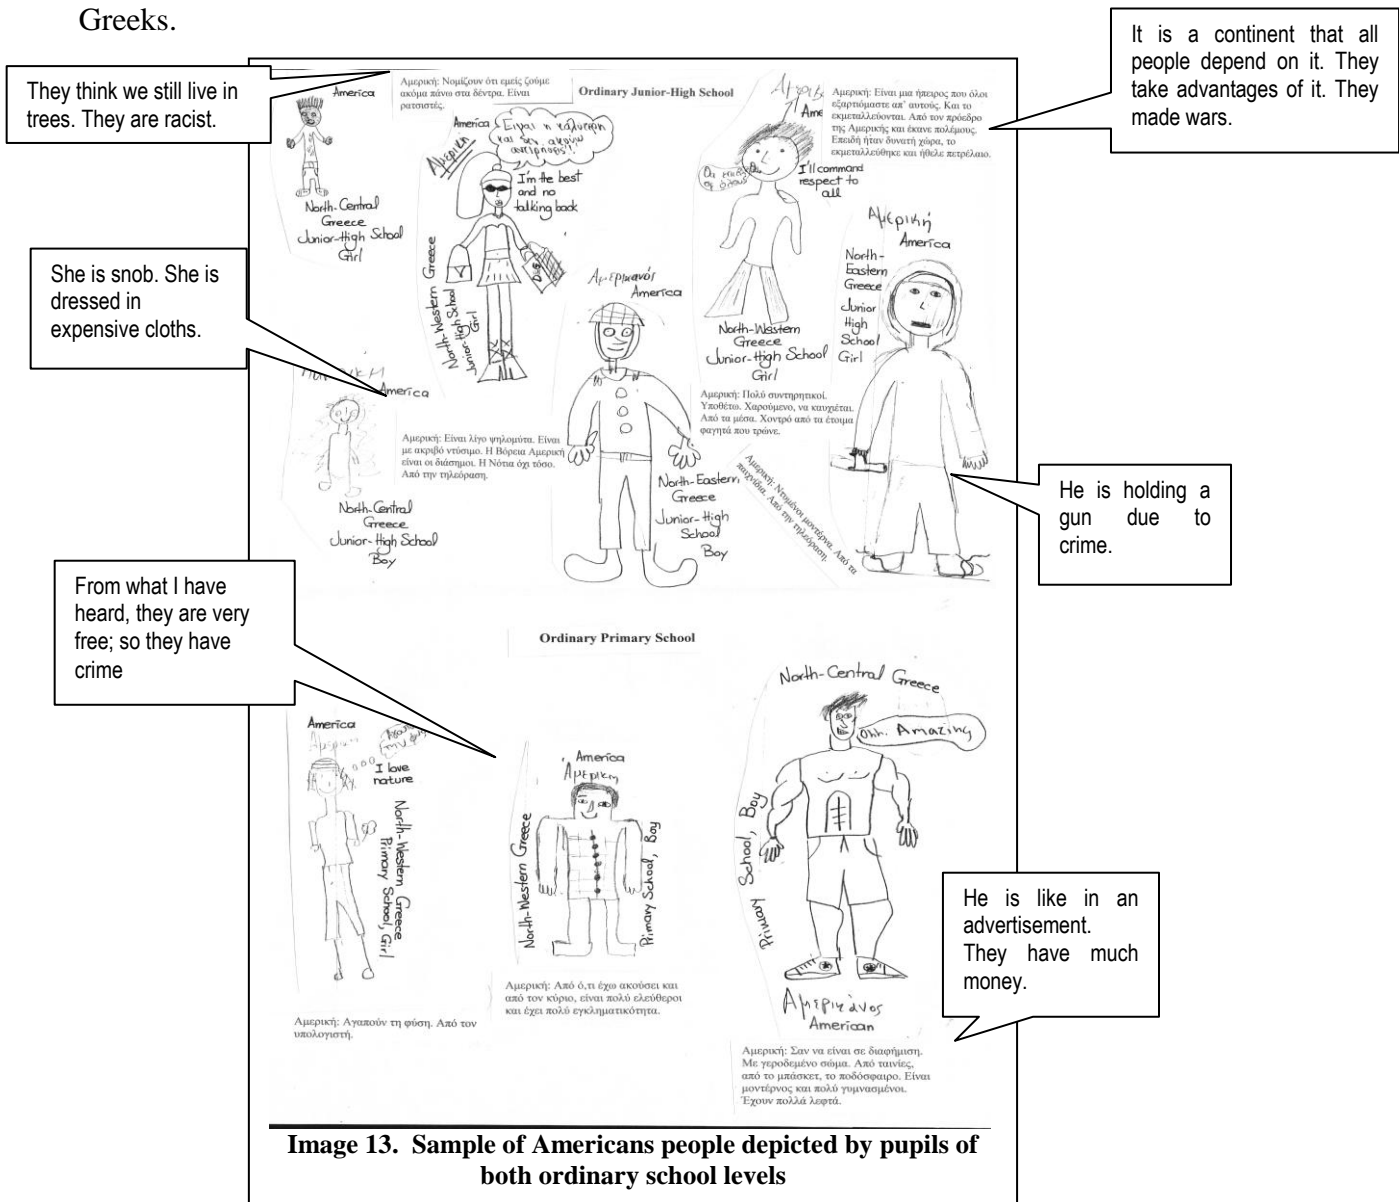 Greeks.
It is a continent that all
people depend on it. They
take advantages of it. They
made wars.
They think we still live in
trees. They are racist.
America
Αμερική: Νομίζουν ότι εμείς ζούμε
ακόμα πάνω στα δέντρα. Είναι
ρατσιστές.
Ordinary Junior-High School
Αμερική: Είναι μια ήπειρος που όλοι
εξαρτιόμαστε απ' αυτούς. Και το
εκμεταλλεύονται. Από τον πρόεδρο
της Αμερικής και έκανε πολέμους.
Επειδή ήταν δυνατή χώρα, το
εκμεταλλεύθηκε και ήθελε πετρέλαιο.
North-Central
Greece
Junior-High School
Girl
America
Αμερική
Είμαι η καλύτερη
και δεν ακούω
αντιρρήσεις!!
I'm the best
and no
talking back
North-Western Greece
Junior-High School
Girl
D&G
Ame
I'll command
respect to
all
North-Western
Greece
Junior-High School
Girl
Αμερική: Πολύ συντηρητικοί.
Υποθέτω. Χαρούμενο, να καυχιέται.
Από τα μέσα. Χοντρό από τα έτοιμα
φαγητά που τρώνε.
Αμερική
America
North-
Eastern
Greece
Junior
High
School
Girl
She is snob. She is
dressed in
expensive cloths.
Αμερικανός
America
North-Eastern
Greece
Junior-High
School
Boy
America
Αμερική: Είναι λίγο ψηλομύτα. Είναι
με ακριβό ντύσιμο. Η Βόρεια Αμερική
είναι οι διάσημοι. Η Νότια όχι τόσο.
Από την τηλεόραση.
North-Central
Greece
Junior-High School
Boy
Αμερική: Ντυμένοι μοντέρνα. Από τα
παιχνίδια. Από την τηλεόραση.
He is holding a
gun due to
crime.
From what I have
heard, they are very
free; so they have
crime
Ordinary Primary School
America
Αμερική
I love
nature
North-Western Greece
Primary School, Girl
Αμερική: Αγαπούν τη φύση. Από τον
υπολογιστή.
America
Αμερική
North-Western Greece
Primary School, Boy
Αμερική: Από ό,τι έχω ακούσει και
από τον κύριο, είναι πολύ ελεύθεροι
και έχει πολύ εγκληματικότητα.
North-Central Greece
Ohh. Amazing
Primary School, Boy
Αμερικάνος
American
Αμερική: Σαν να είναι σε διαφήμιση.
Με γεροδεμένο σώμα. Από ταινίες,
από το μπάσκετ, το ποδόσφαιρο. Είναι
μοντέρνος και πολύ γυμνασμένοι.
Έχουν πολλά λεφτά.
He is like in an
advertisement.
They have much
money.
Image 13. Sample of Americans people depicted by pupils of
both ordinary school levels